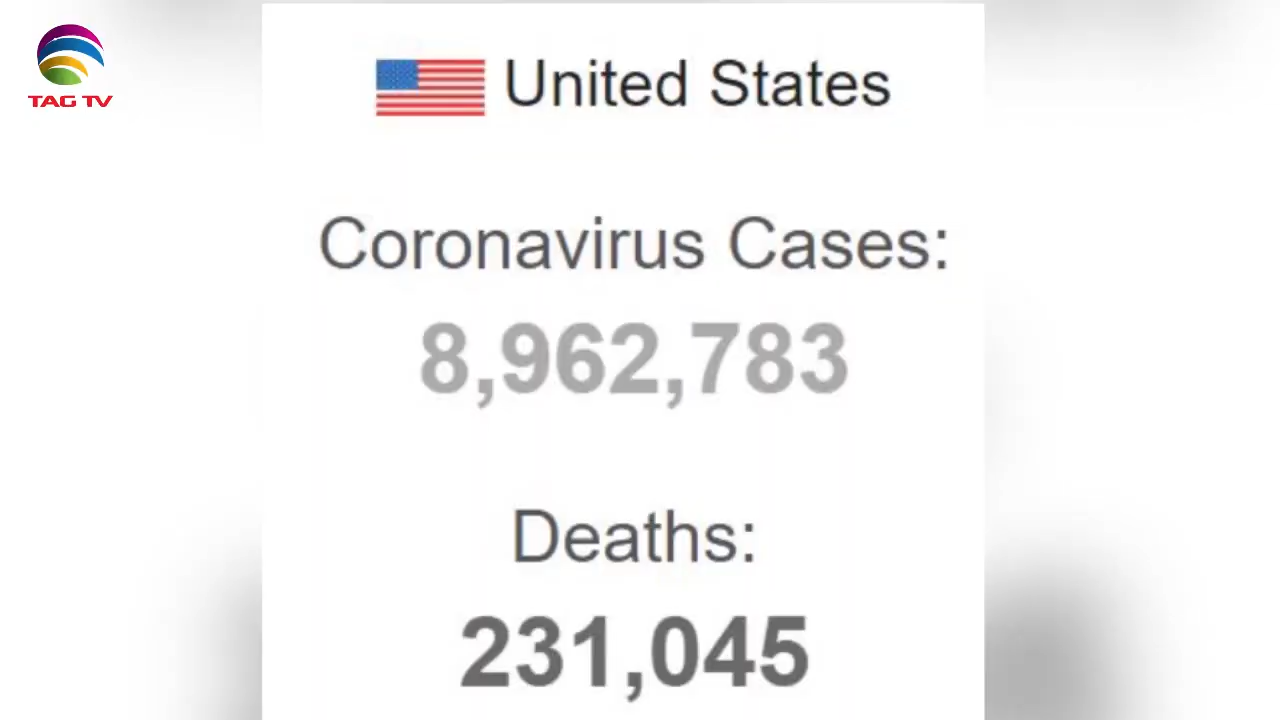 TAG TV
United States
Coronavirus Cases:
8,962,783
Deaths:
231,045